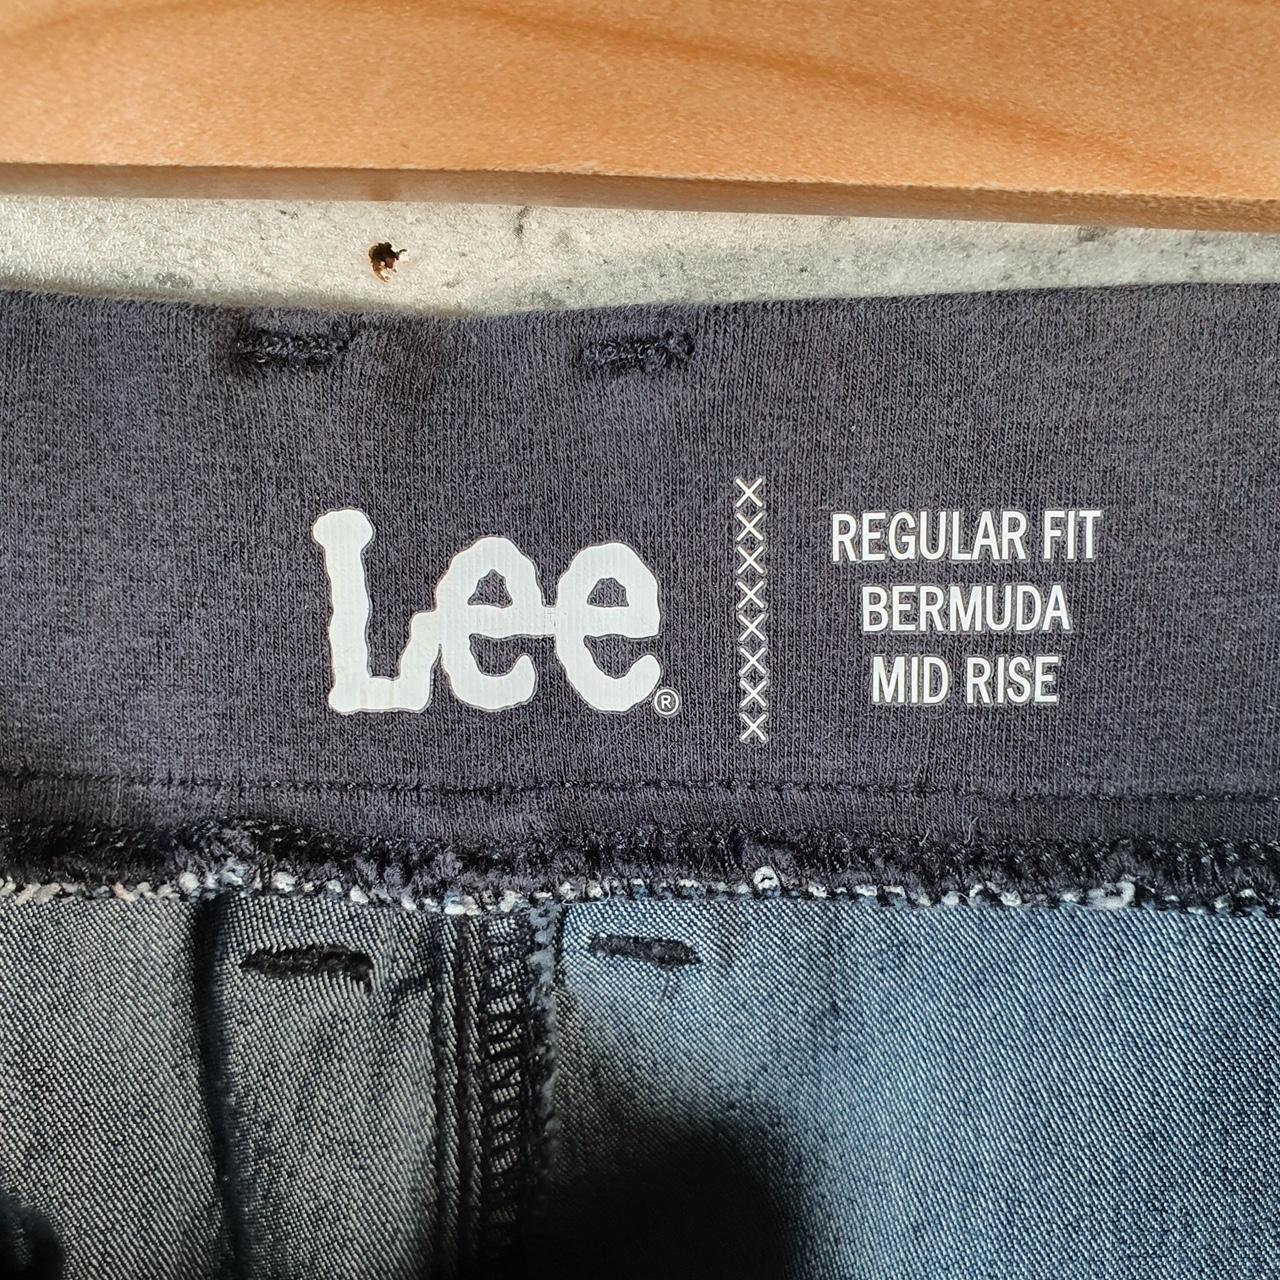 Lee®
REGULAR FIT
BERMUDA
MID RISE